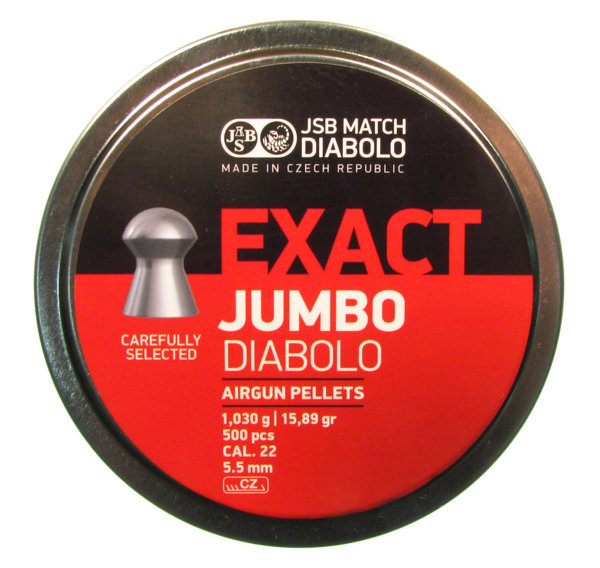 JSB
JSB MATCH
DIABOLO
MADE IN CZECH REPUBLIC
EXACT
JUMBO
DIABOLO
CAREFULLY
SELECTED
AIRGUN PELLETS
1,030 g | 15,89 gr
500 pcs
CAL. 22
5.5 mm
CZ